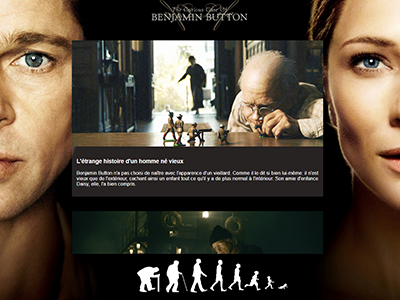 The Curious Case Of
BENJAMIN BUTTON
L'étrange histoire d'un homme né vieux
Benjamin Button n'a pas choisi de naître avec l'apparence d'un vieillard. Comme il le dit si bien lui-même: il n'est
vieux que de l'extérieur, cachant ainsi un enfant tout ce qu'il y a de plus normal à l'intérieur. Son amie d'enfance
Daisy, elle, l'a bien compris.